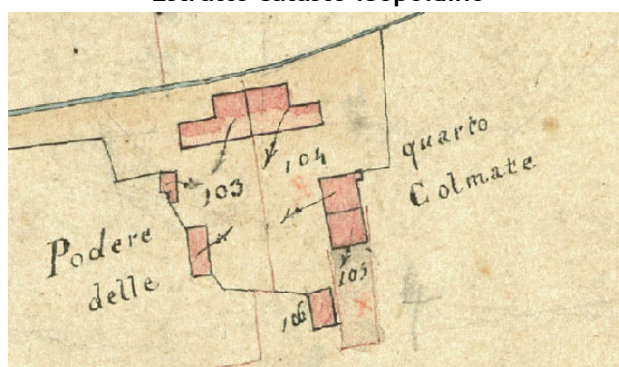 Estratto Catasto leopoldino
104
103
quarto
Colmate
Podere
delle
105
106